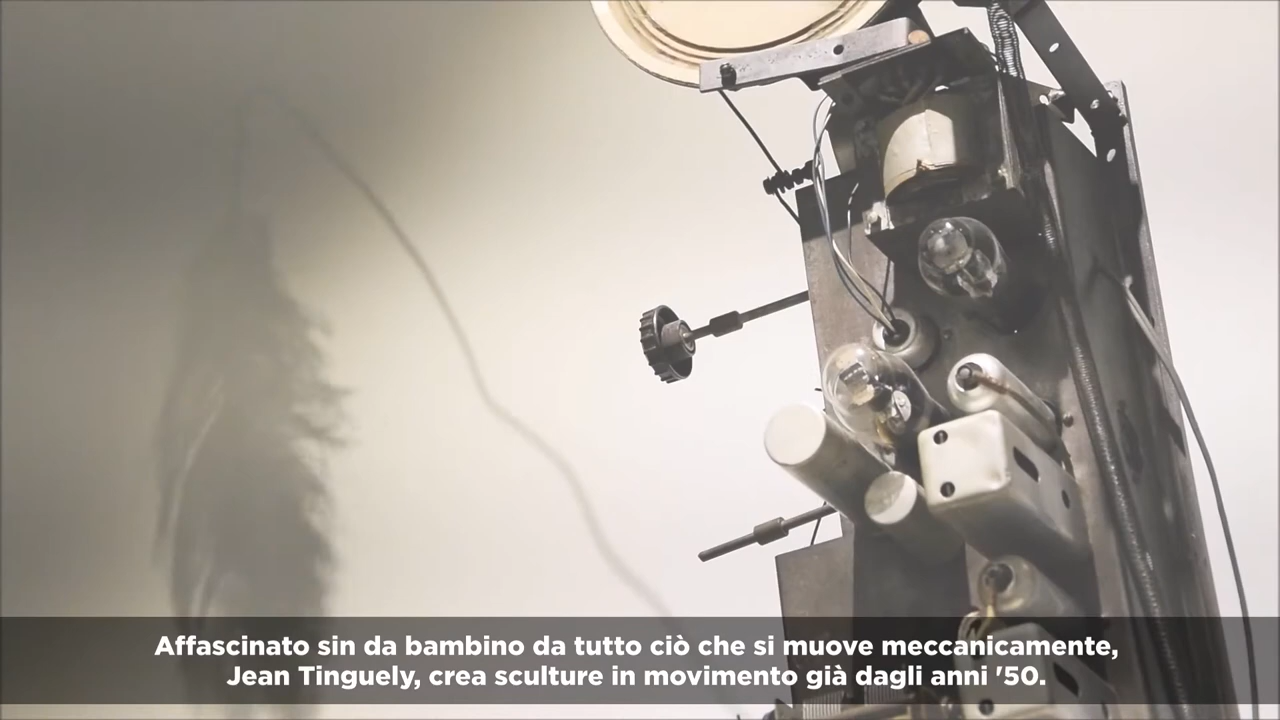 Affascinato sin da bambino da tutto ciò che si muove meccanicamente,
Jean Tinguely, crea sculture in movimento già dagli anni '50.